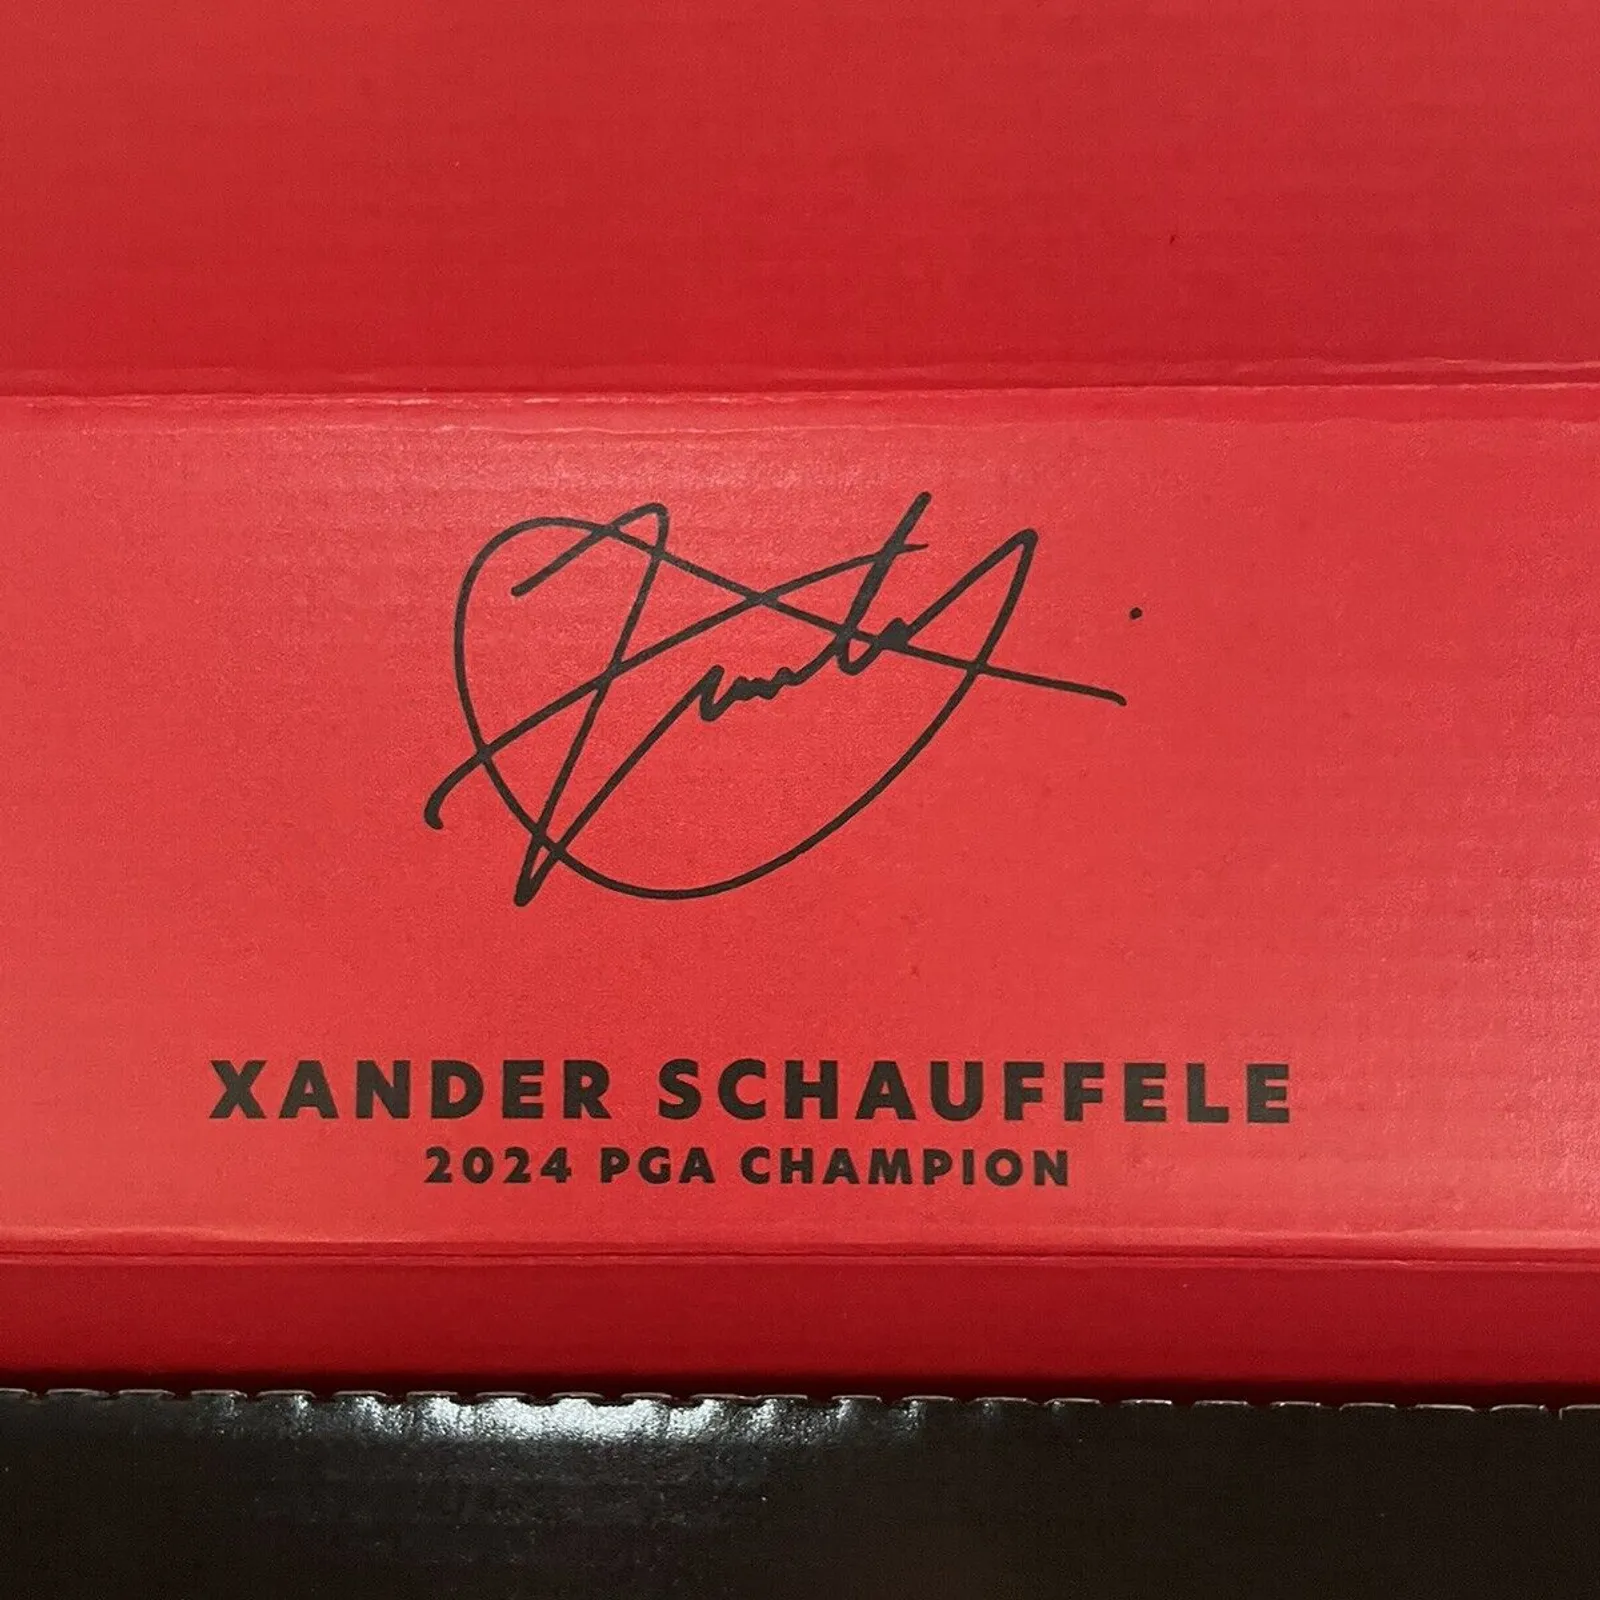 XANDER SCHAUFFELE
2024 PGA CHAMPION